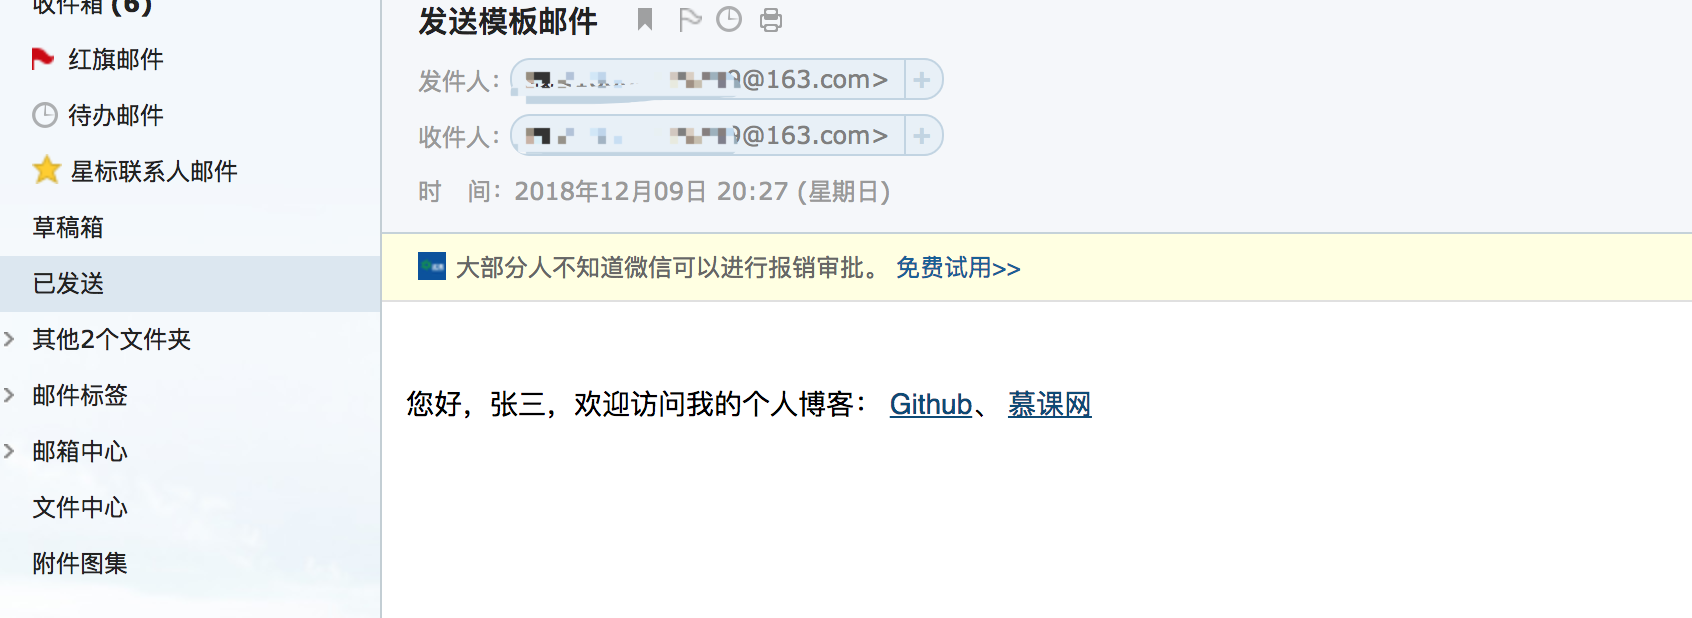 收件箱 (6)
红旗邮件
待办邮件
星标联系人邮件
草稿箱
已发送
其他2个文件夹
邮件标签
邮箱中心
文件中心
附件图集
发送模板邮件
发件人： 9@163.com> +
收件人： 9@163.com> +
时 间： 2018年12月09日 20:27 (星期日)
大部分人不知道微信可以进行报销审批。 免费试用>>
您好，张三，欢迎访问我的个人博客： Github、 慕课网